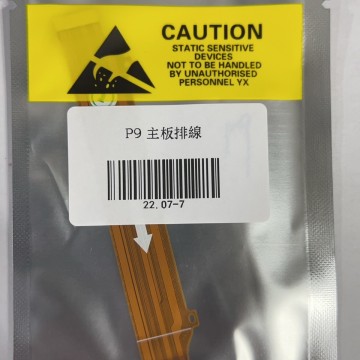 CAUTION
STATIC SENSITIVE
DEVICES
NOT TO BE HANDLED
BY UNAUTHORISED
PERSONNEL YX
P9 主板排線
22.07-7